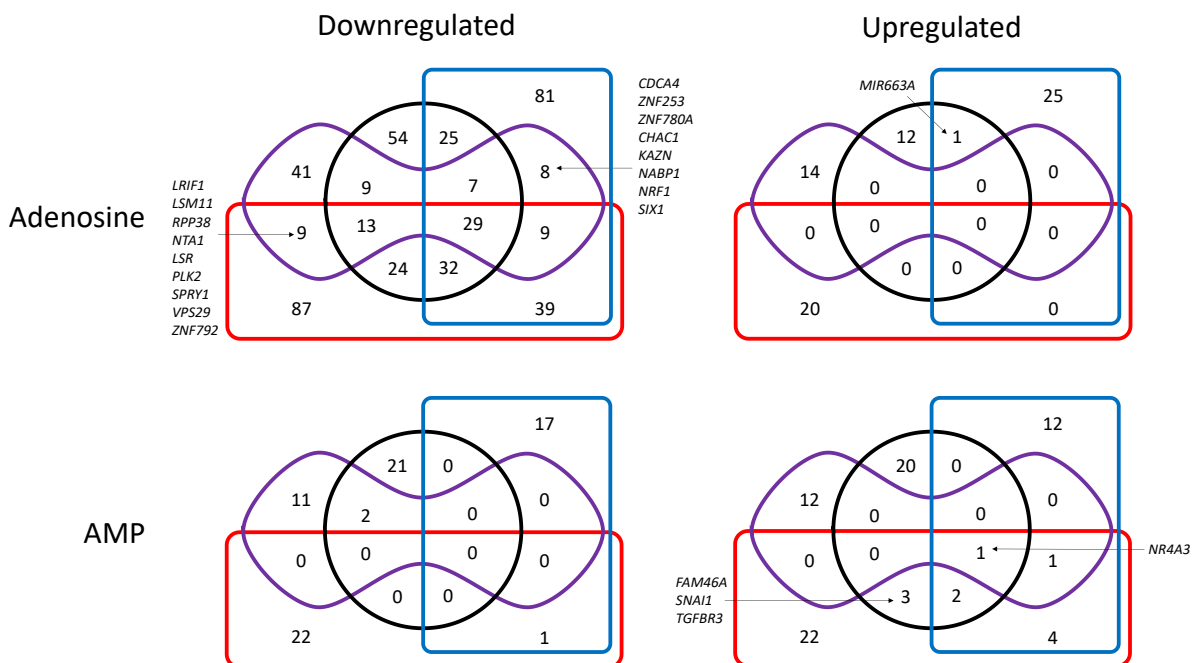 Downregulated
Upregulated
Adenosine
81
54
25
41
8
9
7
9
13
29
9
24
32
87
39
LRIF1
LSM11
RPP38
NTA1
LSR
PLK2
SPRY1
VPS29
ZNF792
CDCA4
ZNF253
ZNF780A
CHAC1
KAZN
NABP1
NRF1
SIX1
MIR663A
25
12
1
14
0
0
0
0
0
0
0
0
0
20
0
AMP
17
21
0
11
0
2
0
0
0
0
0
0
0
22
1
12
20
0
12
0
0
0
0
0
1
1
3
2
22
4
NR4A3
FAM46A
SNAI1
TGFBR3